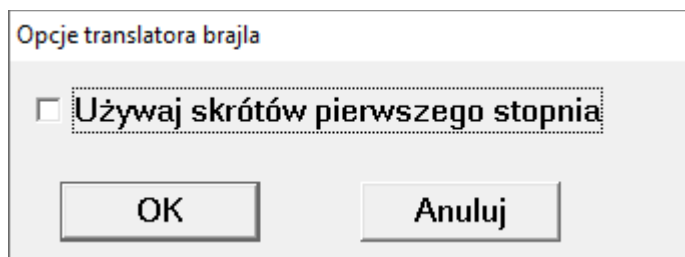 Opcje translatora brajla
Używaj skrótów pierwszego stopnia
OK Anuluj